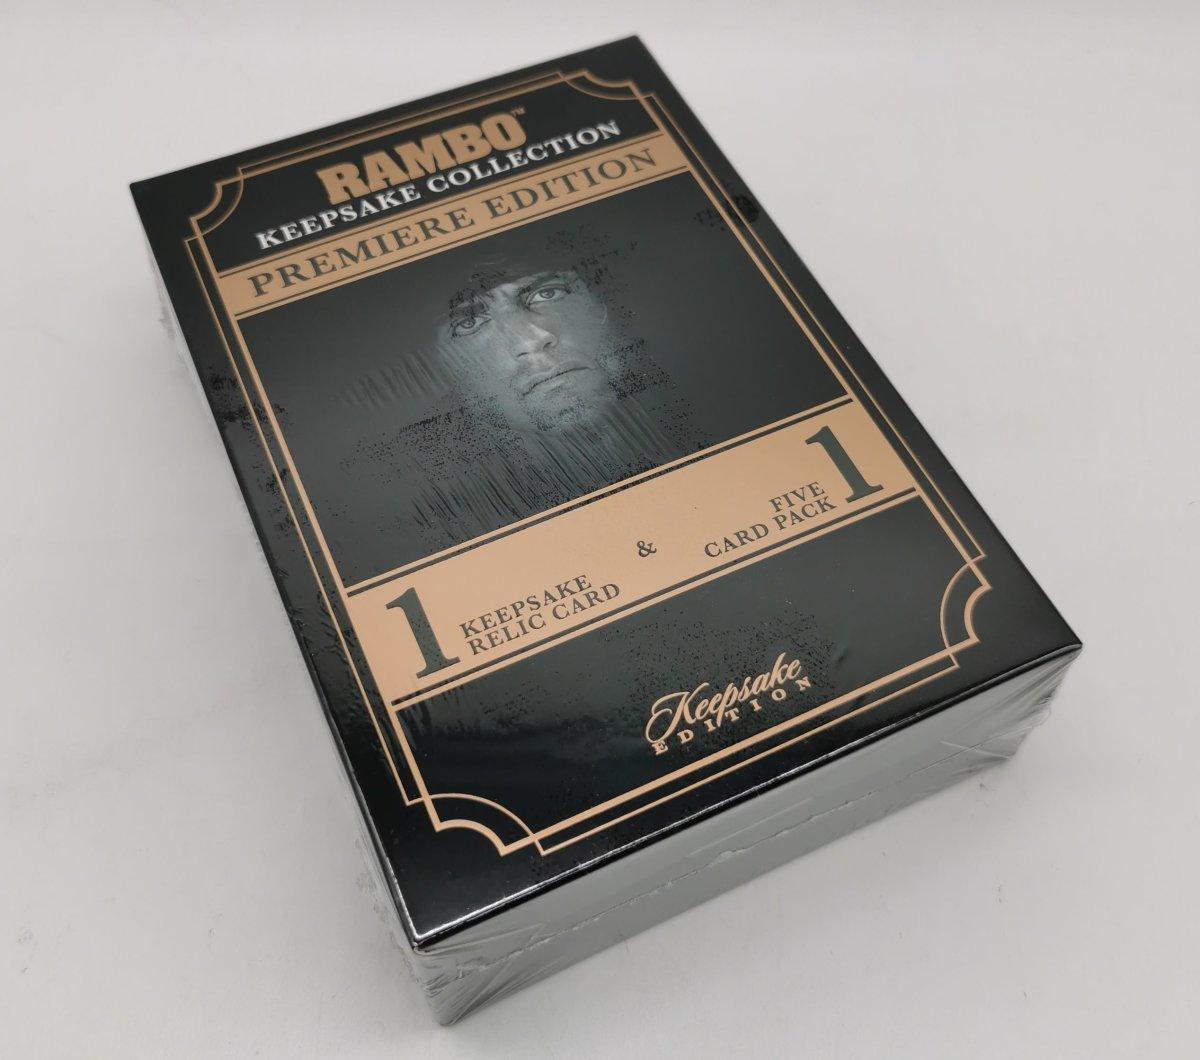 RAMBO™
KEEPSAKE COLLECTION
PREMIERE EDITION
1 KEEPSAKE
RELIC CARD
&
FIVE
CARD PACK 1
Keepsake
EDITION